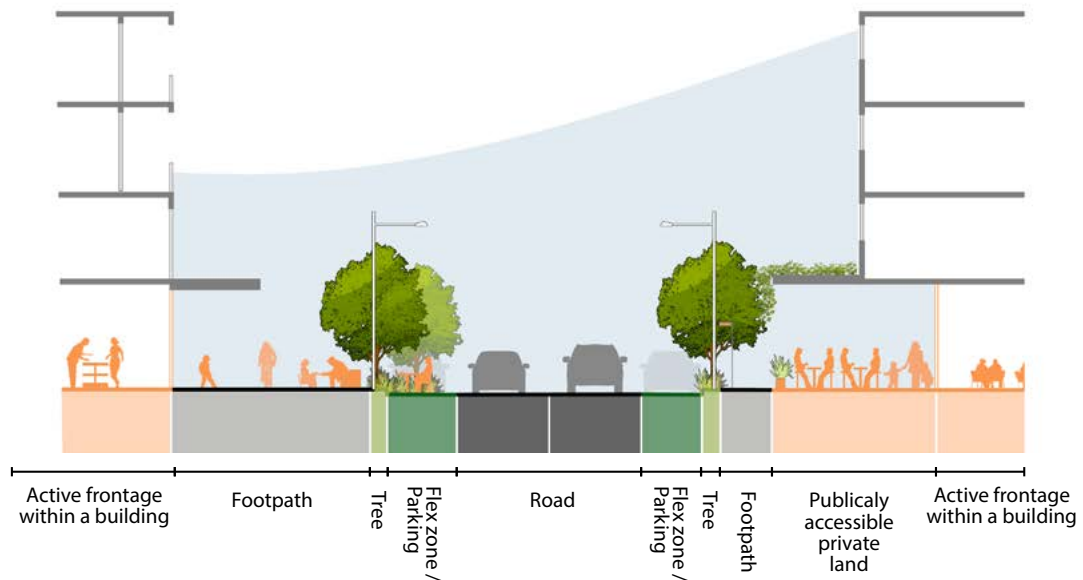 Active frontage
within a building
Footpath
Tree
Flex zone /
Parking
Road
Flex zone /
Parking
Tree
Footpath
Publicaly
accessible
private
land
Active frontage
within a building